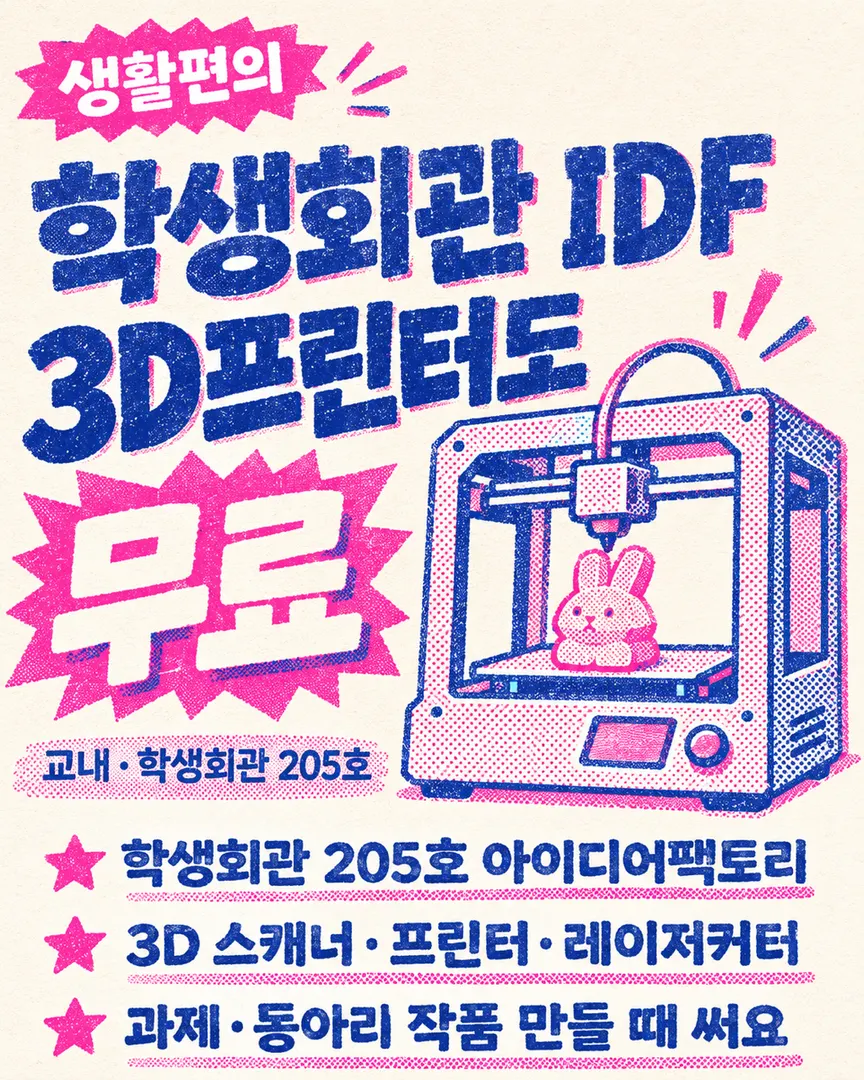 생활편의
학생회관 IDF
3D프린터도
무료
교내·학생회관 205호
학생회관 205호 아이디어팩토리
3D 스캐너·프린터·레이저커터
과제·동아리 작품 만들 때 써요